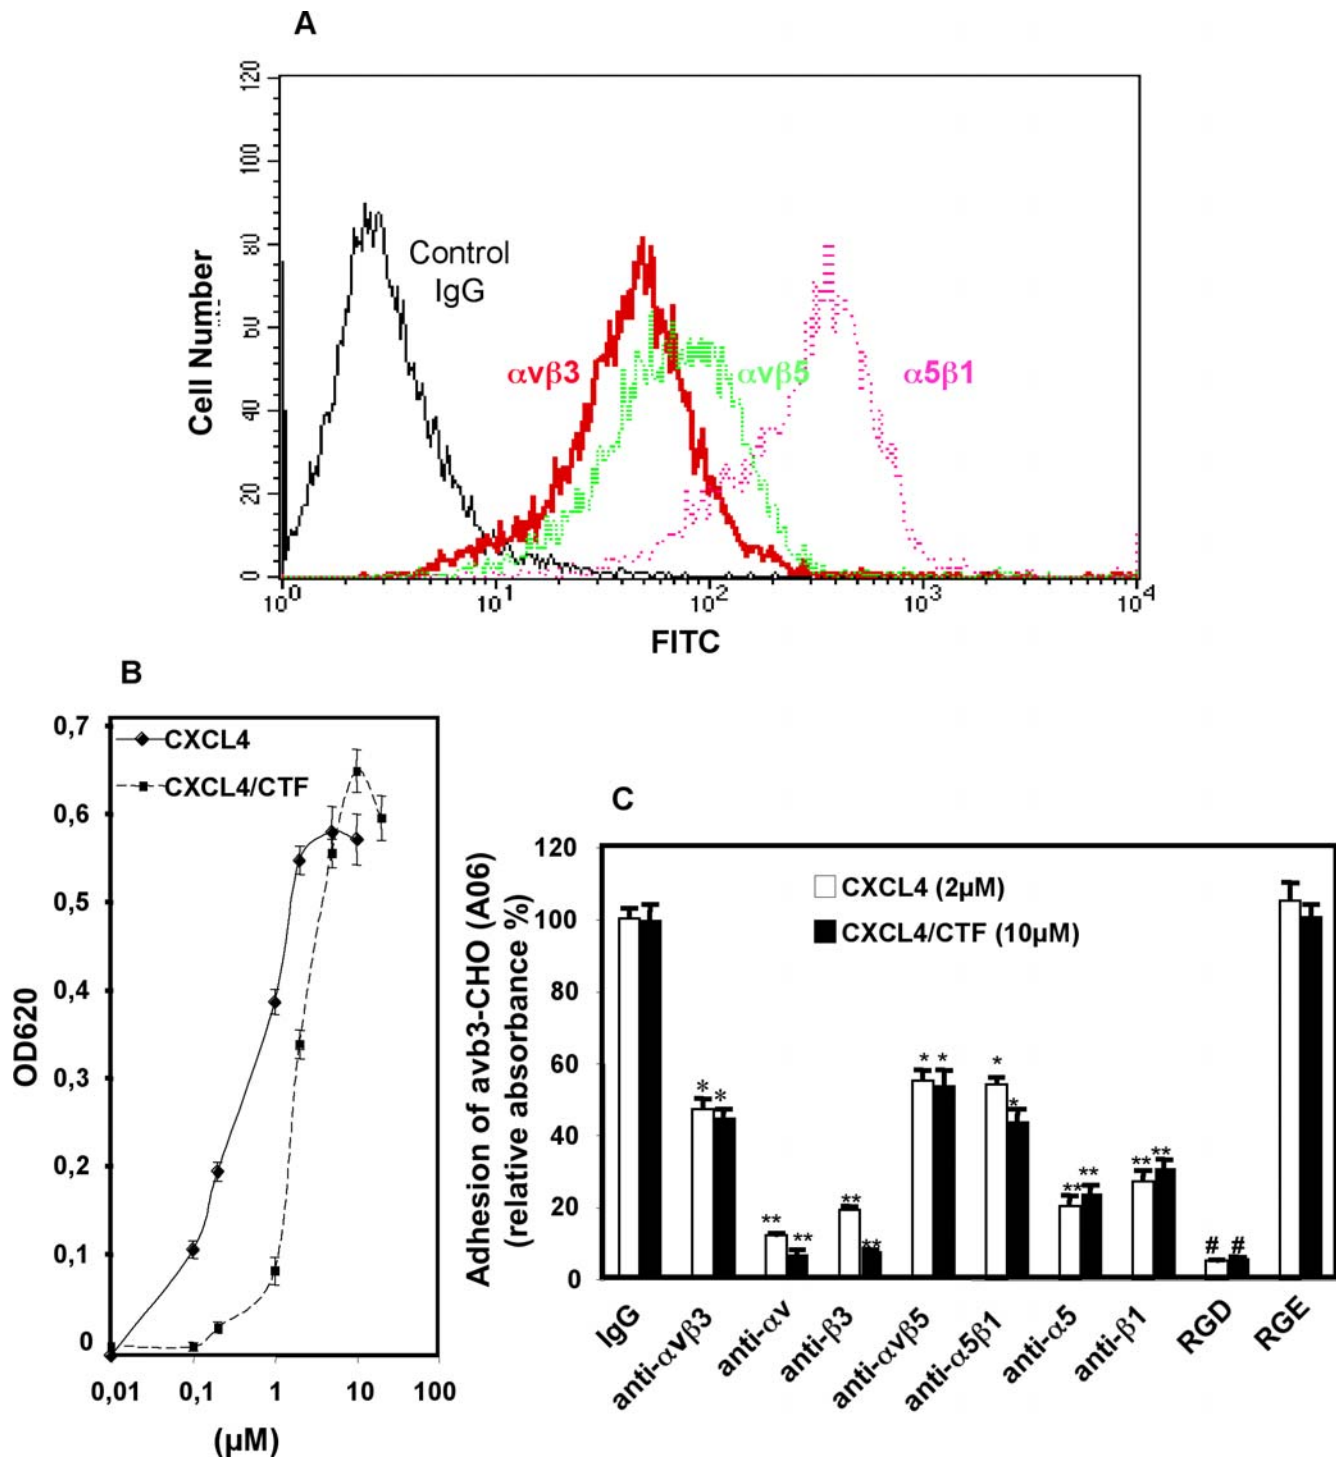 A
120
100
80
60
40
20
0
Cell Number
Control
IgG
αvβ3
αvβ5
α5β1
10⁰
10¹
10²
10³
10⁴
FITC
B
0,7
0,6
0,5
0,4
0,3
0,2
0,1
0
OD620
CXCL4
CXCL4/CTF
0,01
0,1
1
10
100
(µM)
C
Adhesion of avb3-CHO (A06)
(relative absorbance %)
120
100
80
60
40
20
0
CXCL4 (2µM)
CXCL4/CTF (10µM)
* *
** **
** **
* *
* *
** **
** **
# #
IgG
anti-αvβ3
anti-αv
anti-β3
anti-αvβ5
anti-α5β1
anti-α5
anti-β1
RGD
RGE